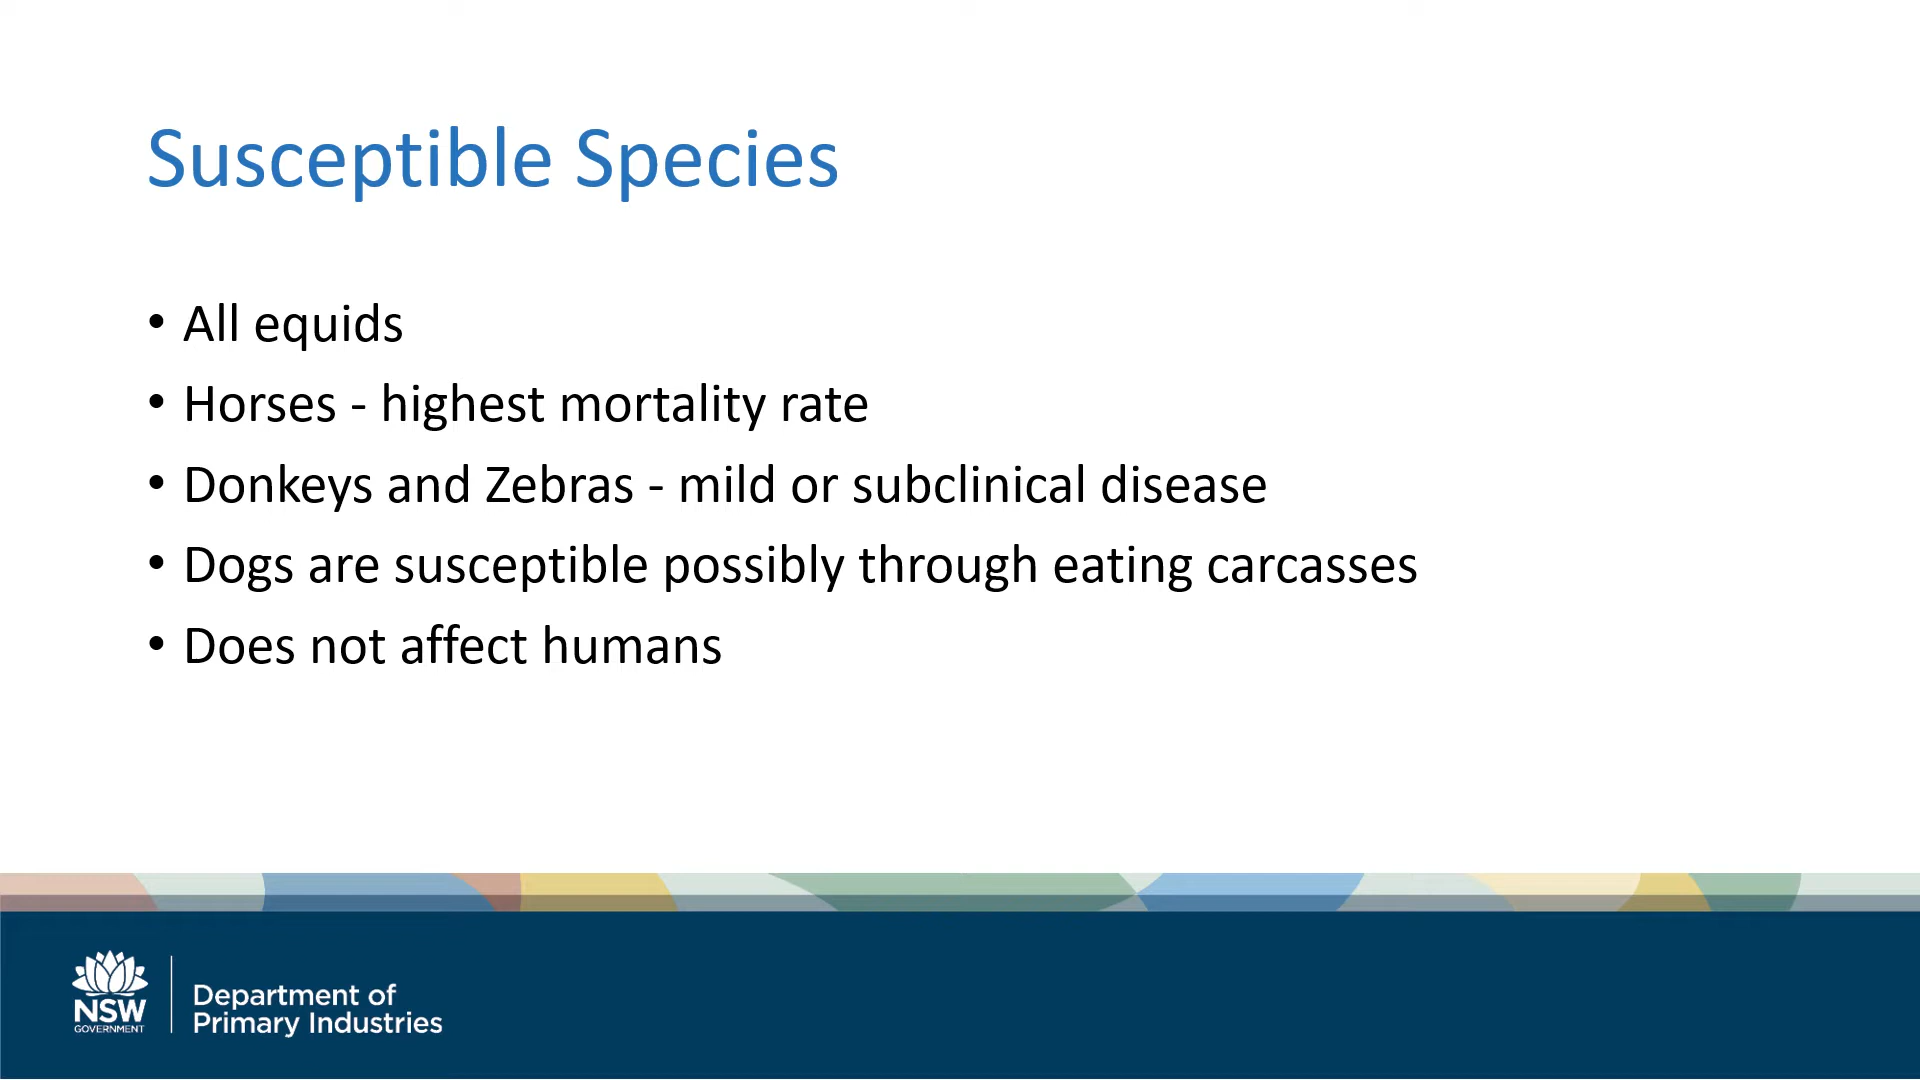 Susceptible Species
• All equids
• Horses - highest mortality rate
• Donkeys and Zebras - mild or subclinical disease
• Dogs are susceptible possibly through eating carcasses
• Does not affect humans
NSW
GOVERNMENT
Department of
Primary Industries